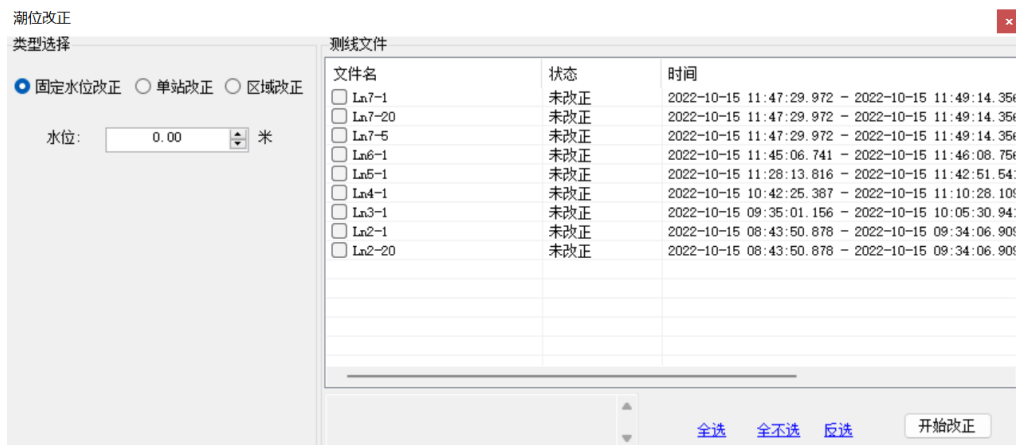 潮位改正
类型选择
固定水位改正 单站改正 区域改正
水位: 0.00 米
测线文件
文件名 状态 时间
Ln7-1 未改正 2022-10-15 11:47:29.972 - 2022-10-15 11:49:14.356
Ln7-20 未改正 2022-10-15 11:47:29.972 - 2022-10-15 11:49:14.356
Ln7-5 未改正 2022-10-15 11:47:29.972 - 2022-10-15 11:49:14.356
Ln6-1 未改正 2022-10-15 11:45:06.741 - 2022-10-15 11:46:08.756
Ln5-1 未改正 2022-10-15 11:28:13.816 - 2022-10-15 11:42:51.541
Ln4-1 未改正 2022-10-15 10:42:25.387 - 2022-10-15 11:10:28.109
Ln3-1 未改正 2022-10-15 09:35:01.156 - 2022-10-15 10:05:30.941
Ln2-1 未改正 2022-10-15 08:43:50.878 - 2022-10-15 09:34:06.909
Ln2-20 未改正 2022-10-15 08:43:50.878 - 2022-10-15 09:34:06.909
全选 全不选 反选 开始改正